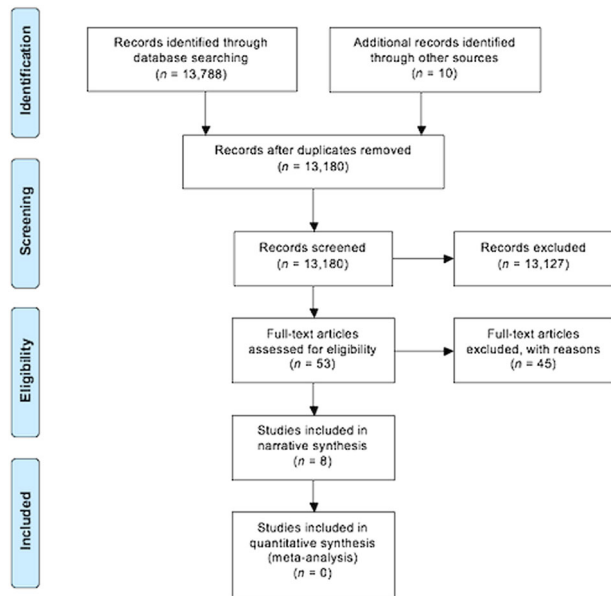 Identification
Records identified through
database searching
(n = 13,788)
Additional records identified
through other sources
(n = 10)
Records after duplicates removed
(n = 13,180)
Screening
Records screened
(n = 13,180)
Records excluded
(n = 13,127)
Eligibility
Full-text articles
assessed for eligibility
(n = 53)
Full-text articles
excluded, with reasons
(n = 45)
Studies included in
narrative synthesis
(n = 8)
Included
Studies included in
quantitative synthesis
(meta-analysis)
(n = 0)